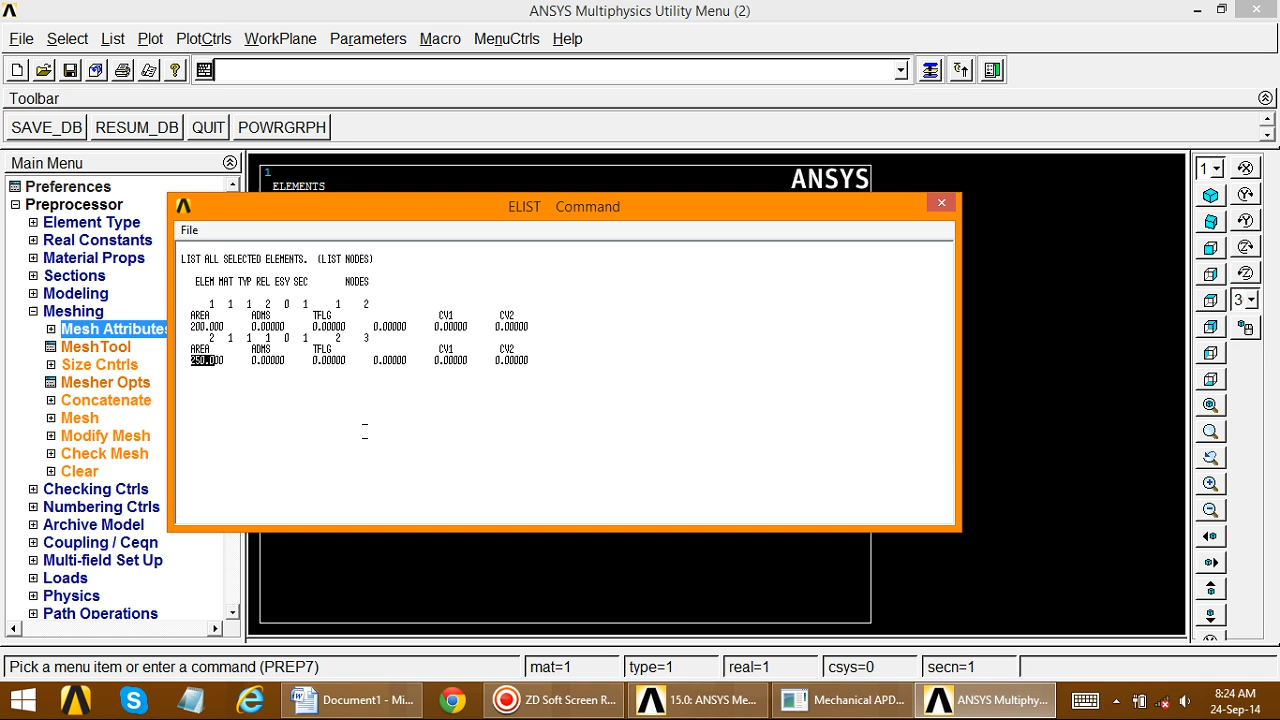 ANSYS Multiphysics Utility Menu (2)
File Select List Plot PlotCtrls WorkPlane Parameters Macro MenuCtrls Help
Toolbar
SAVE_DB RESUM_DB QUIT POWRGRPH
Main Menu
Preferences
Preprocessor
Element Type
Real Constants
Material Props
Sections
Modeling
Meshing
Mesh Attributes
MeshTool
Size Cntrls
Mesher Opts
Concatenate
Mesh
Modify Mesh
Check Mesh
Clear
Checking Ctrls
Numbering Ctrls
Archive Model
Coupling / Ceqn
Multi-field Set Up
Loads
Physics
Path Operations
1
ELEMENTS
ANSYS
ELIST Command
File
LIST ALL SELECTED ELEMENTS. (LIST NODES)
ELEM MAT TYP REL ESY SEC NODES
1 1 1 2 0 1 1 2
AREA ADMS TFLG CV1 CV2
200.000 0.00000 0.00000 0.00000 0.00000 0.00000
2 1 1 1 0 1 2 3
AREA ADMS TFLG CV1 CV2
250.000 0.00000 0.00000 0.00000 0.00000 0.00000
1
3
Pick a menu item or enter a command (PREP7) mat=1 type=1 real=1 csys=0 secn=1
Document1 - Mi... ZD Soft Screen R... 15.0: ANSYS Me... Mechanical APD... ANSYS Multiphy...
8:24 AM
24-Sep-14